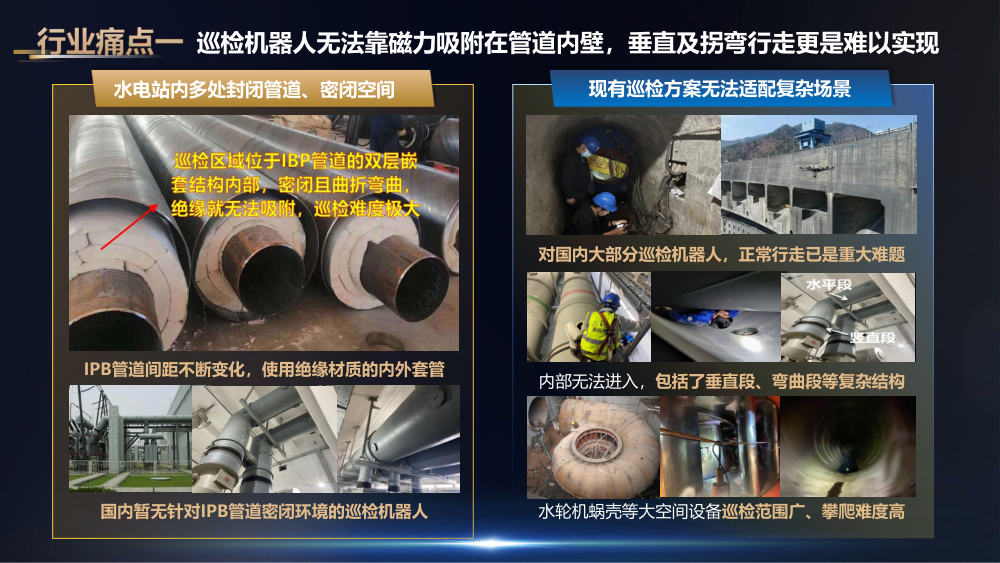 行业痛点一 巡检机器人无法靠磁力吸附在管道内壁，垂直及拐弯行走更是难以实现
水电站内多处封闭管道、密闭空间
巡检区域位于IBP管道的双层嵌
套结构内部，密闭且曲折弯曲，
绝缘就无法吸附，巡检难度极大
IPB管道间距不断变化，使用绝缘材质的内外套管
国内暂无针对IPB管道密闭环境的巡检机器人
现有巡检方案无法适配复杂场景
对国内大部分巡检机器人，正常行走已是重大难题
水平段
竖直段
内部无法进入，包括了垂直段、弯曲段等复杂结构
水轮机蜗壳等大空间设备巡检范围广、攀爬难度高